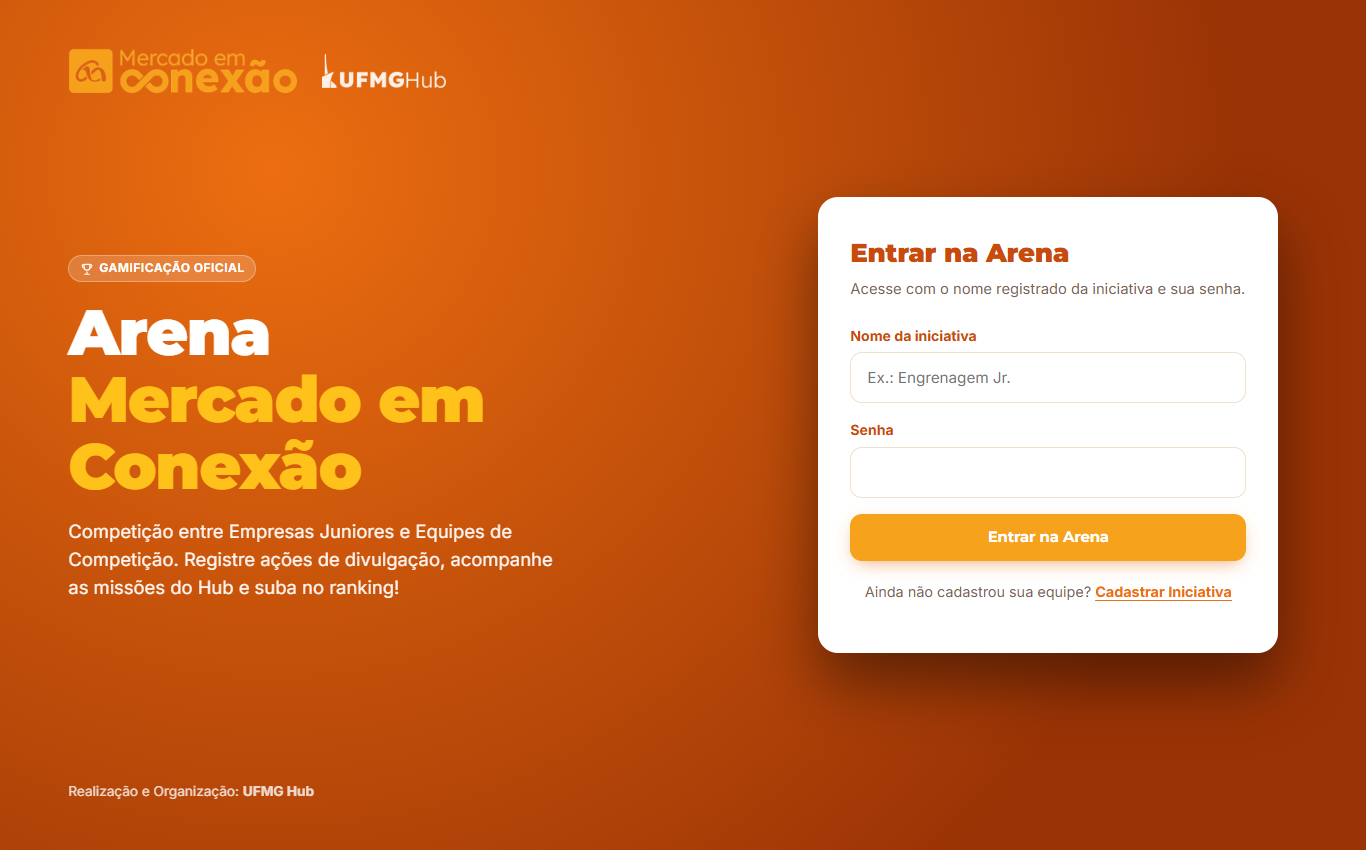 Mercado em
conexão
UFMGHub
GAMIFICAÇÃO OFICIAL
Arena
Mercado em
Conexão
Competição entre Empresas Juniores e Equipes de
Competição. Registre ações de divulgação, acompanhe
as missões do Hub e suba no ranking!
Realização e Organização: UFMG Hub
Entrar na Arena
Acesse com o nome registrado da iniciativa e sua senha.
Nome da iniciativa
Ex.: Engrenagem Jr.
Senha
Entrar na Arena
Ainda não cadastrou sua equipe? Cadastrar Iniciativa